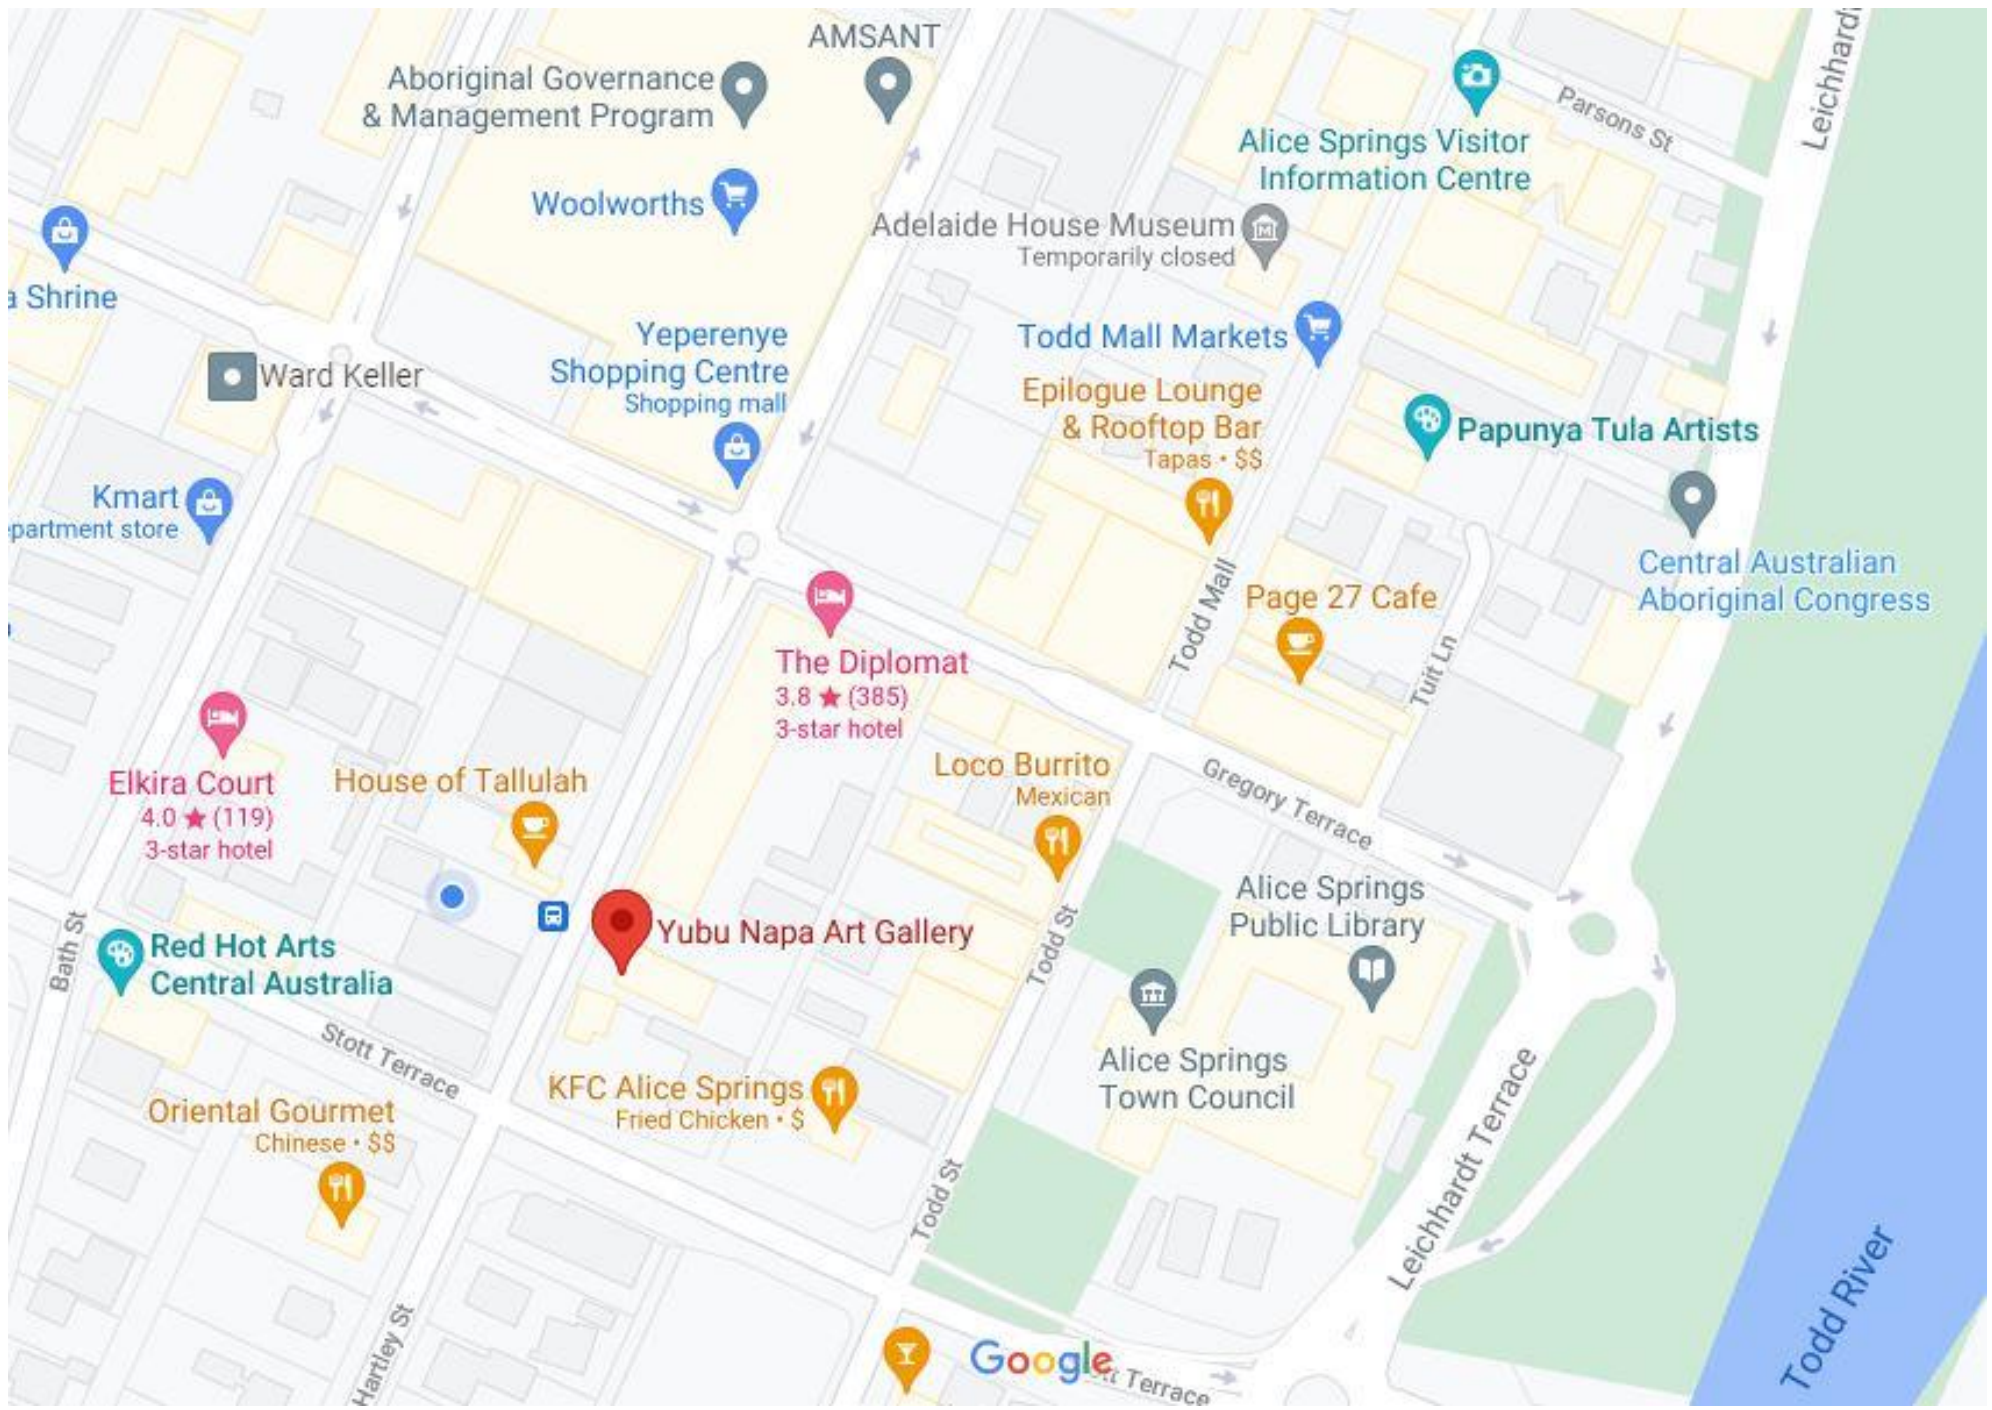 AMSANT
Aboriginal Governance
& Management Program
Leichhard
Parsons St
Alice Springs Visitor
Information Centre
Woolworths
Adelaide House Museum
Temporarily closed
a Shrine
Yeperenye
Shopping Centre
Shopping mall
Todd Mall Markets
Ward Keller
Epilogue Lounge
& Rooftop Bar
Tapas • $$
Papunya Tula Artists
Kmart
epartment store
Central Australian
Aboriginal Congress
Todd Mall
Page 27 Cafe
Tuit Ln
The Diplomat
3.8 ★ (385)
3-star hotel
Elkira Court
4.0 ★ (119)
3-star hotel
House of Tallulah
Loco Burrito
Mexican
Gregory Terrace
Alice Springs
Public Library
Bath St
Red Hot Arts
Central Australia
Yubu Napa Art Gallery
Todd St
Stott Terrace
Alice Springs
Town Council
KFC Alice Springs
Fried Chicken • $
Oriental Gourmet
Chinese • $$
Todd St
Leichhardt Terrace
Hartley St
Todd River
Google
tt Terrace